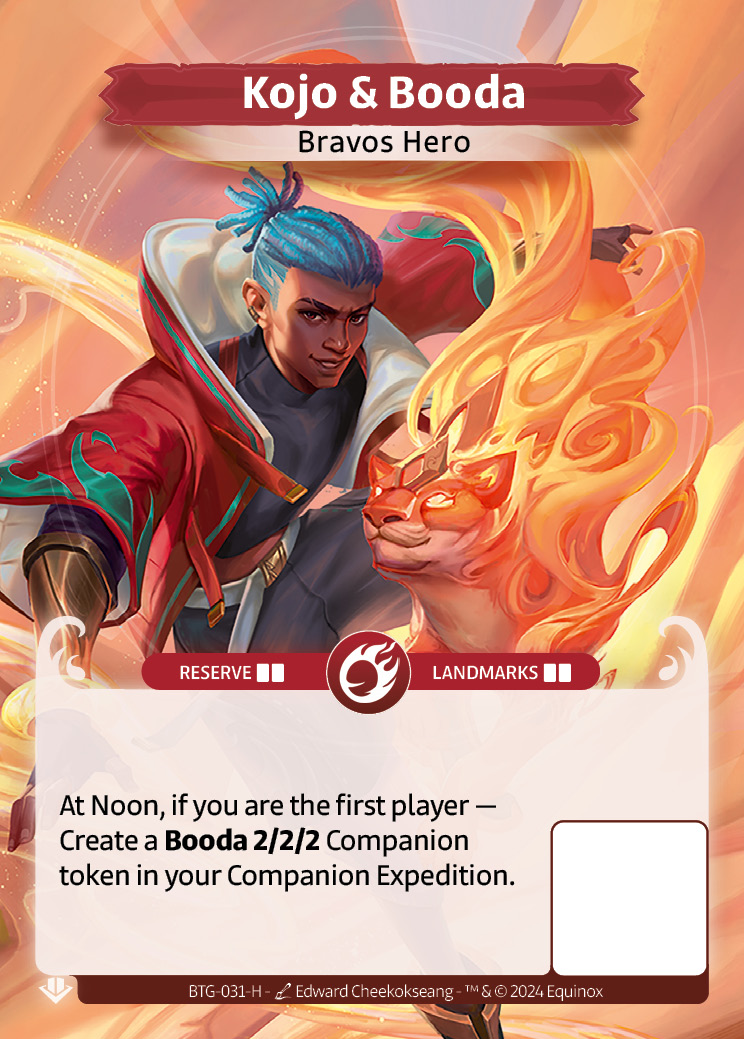 Kojo & Booda
Bravos Hero
RESERVE
LANDMARKS
At Noon, if you are the first player —
Create a Booda 2/2/2 Companion
token in your Companion Expedition.
BTG-031-H - Edward Cheekokseang - ™ & © 2024 Equinox